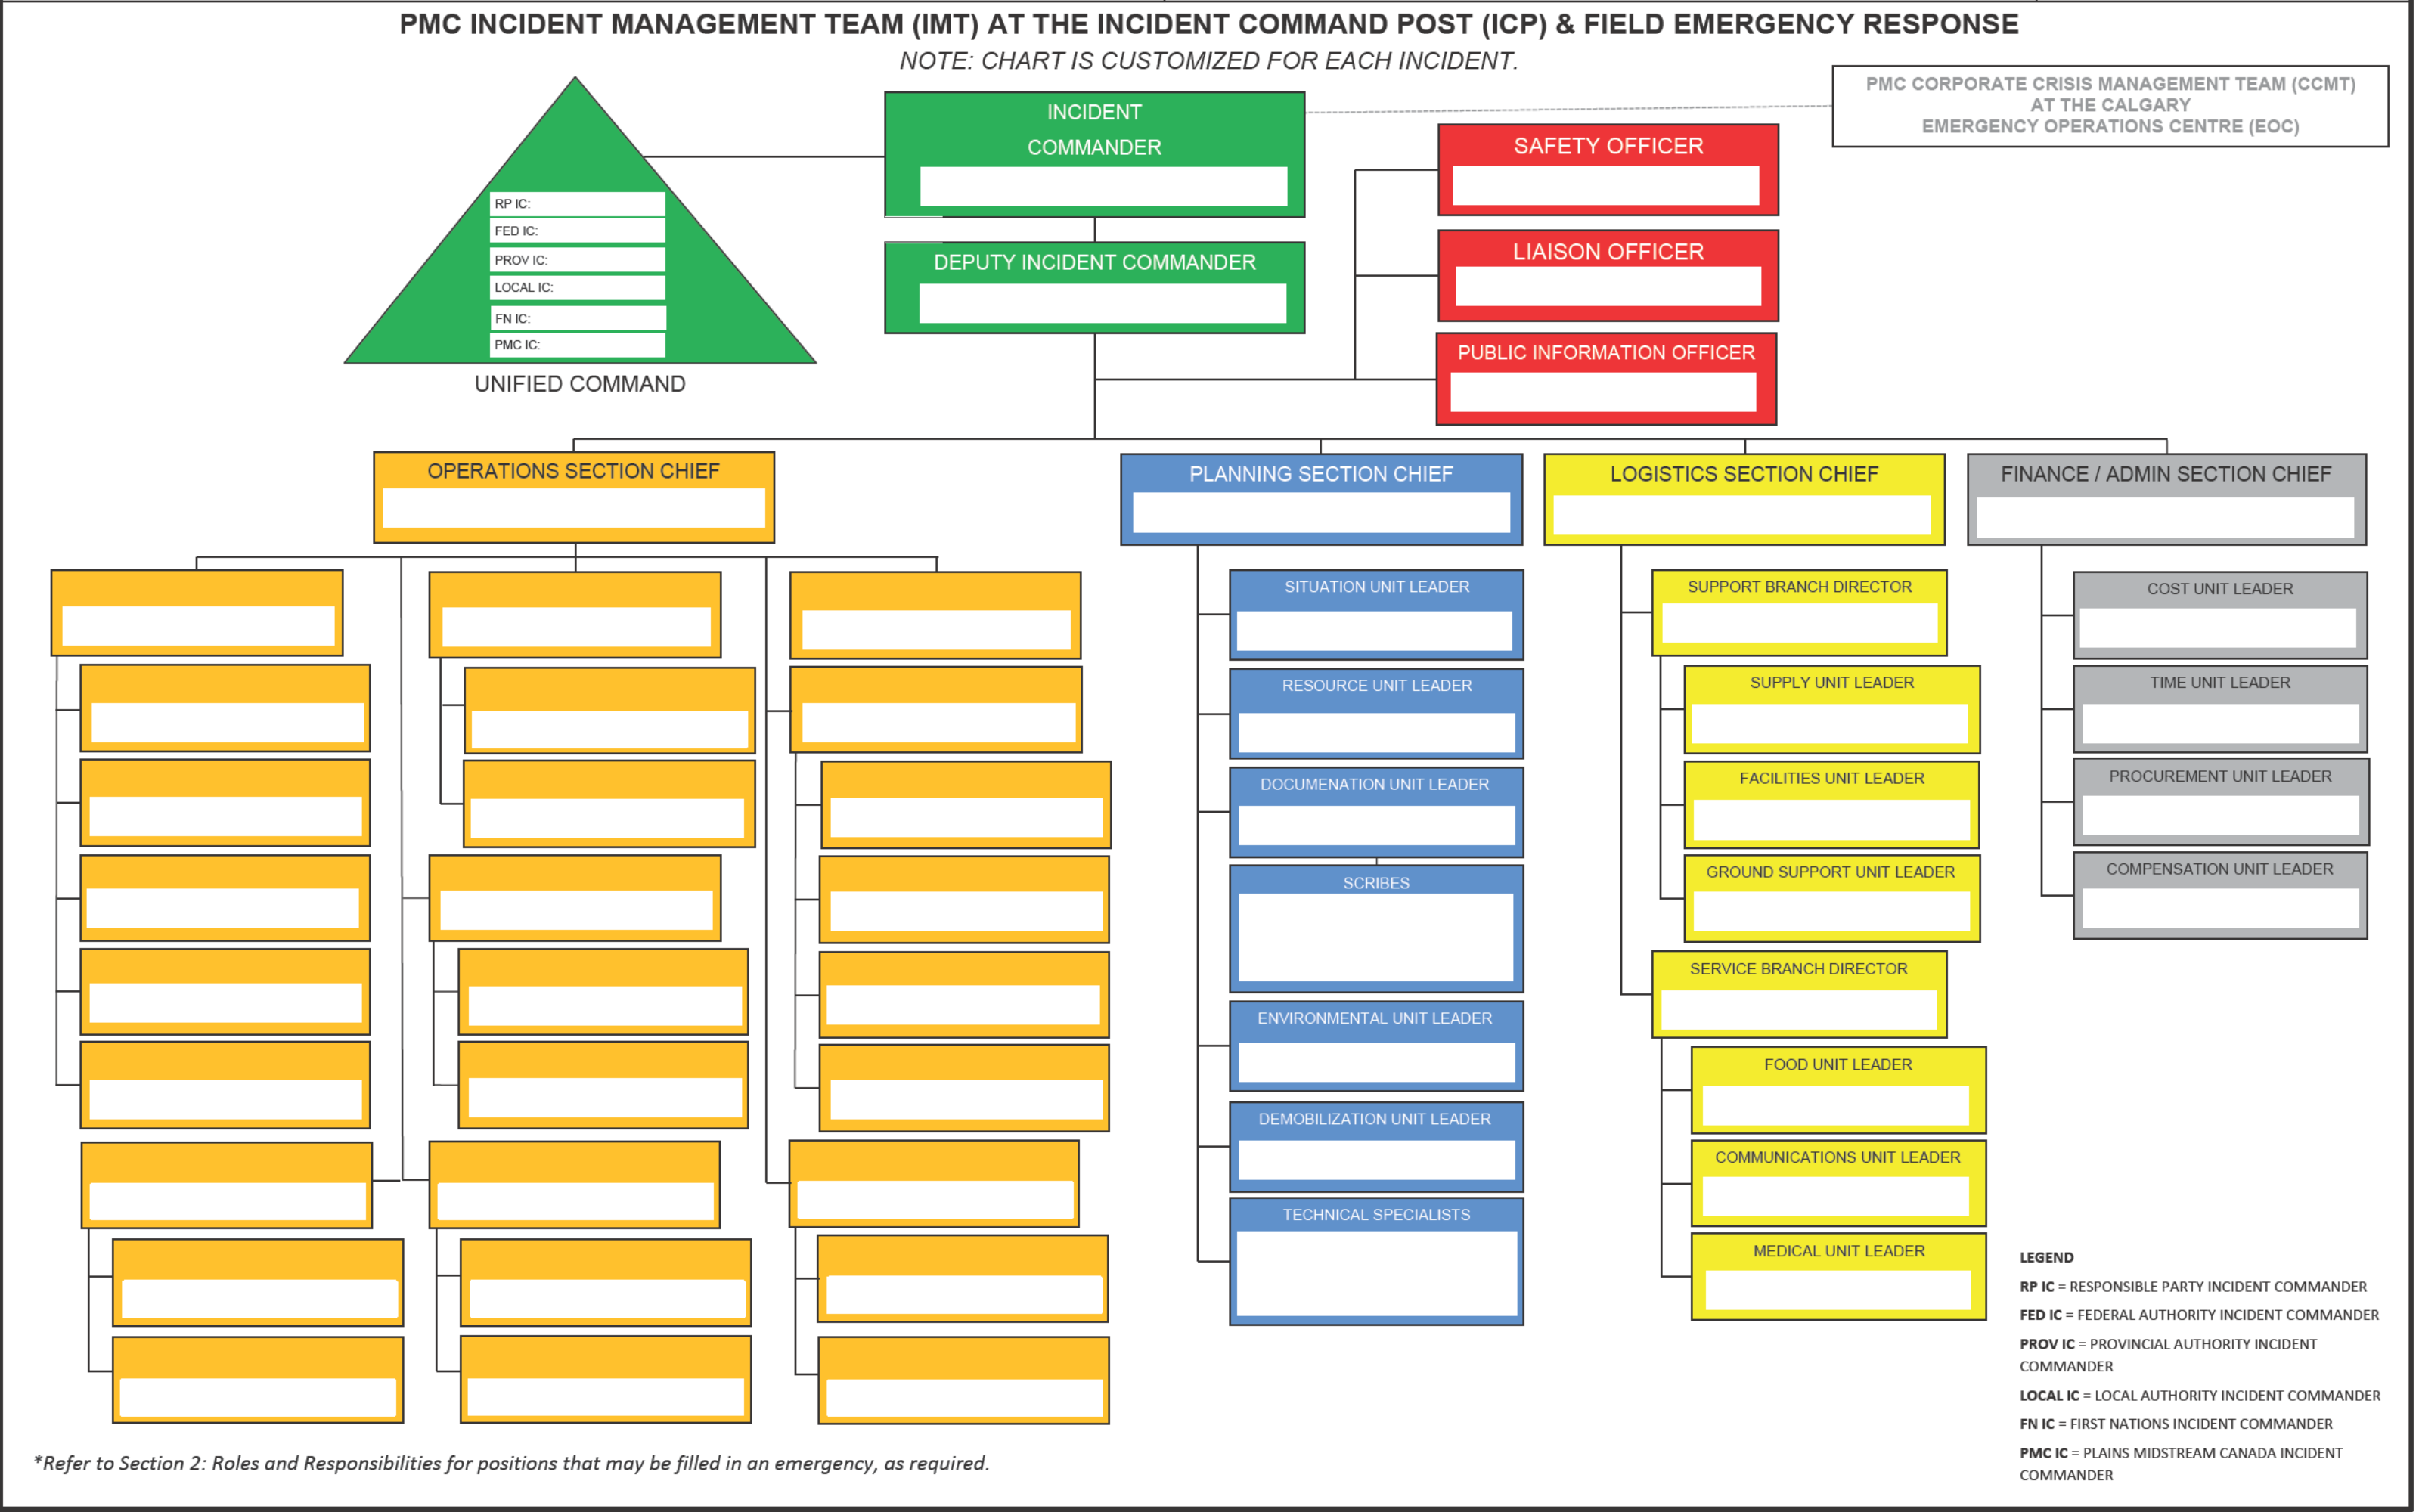 PMC INCIDENT MANAGEMENT TEAM (IMT) AT THE INCIDENT COMMAND POST (ICP) & FIELD EMERGENCY RESPONSE
NOTE: CHART IS CUSTOMIZED FOR EACH INCIDENT.
PMC CORPORATE CRISIS MANAGEMENT TEAM (CCMT)
AT THE CALGARY
EMERGENCY OPERATIONS CENTRE (EOC)
INCIDENT
COMMANDER
SAFETY OFFICER
RP IC:
FED IC:
PROV IC:
LOCAL IC:
FN IC:
PMC IC:
UNIFIED COMMAND
DEPUTY INCIDENT COMMANDER
LIAISON OFFICER
PUBLIC INFORMATION OFFICER
OPERATIONS SECTION CHIEF
PLANNING SECTION CHIEF
LOGISTICS SECTION CHIEF
FINANCE / ADMIN SECTION CHIEF
SITUATION UNIT LEADER
RESOURCE UNIT LEADER
DOCUMENATION UNIT LEADER
SCRIBES
ENVIRONMENTAL UNIT LEADER
DEMOBILIZATION UNIT LEADER
TECHNICAL SPECIALISTS
SUPPORT BRANCH DIRECTOR
SUPPLY UNIT LEADER
FACILITIES UNIT LEADER
GROUND SUPPORT UNIT LEADER
SERVICE BRANCH DIRECTOR
FOOD UNIT LEADER
COMMUNICATIONS UNIT LEADER
MEDICAL UNIT LEADER
COST UNIT LEADER
TIME UNIT LEADER
PROCUREMENT UNIT LEADER
COMPENSATION UNIT LEADER
LEGEND
RP IC = RESPONSIBLE PARTY INCIDENT COMMANDER
FED IC = FEDERAL AUTHORITY INCIDENT COMMANDER
PROV IC = PROVINCIAL AUTHORITY INCIDENT
COMMANDER
LOCAL IC = LOCAL AUTHORITY INCIDENT COMMANDER
FN IC = FIRST NATIONS INCIDENT COMMANDER
PMC IC = PLAINS MIDSTREAM CANADA INCIDENT
COMMANDER
*Refer to Section 2: Roles and Responsibilities for positions that may be filled in an emergency, as required.